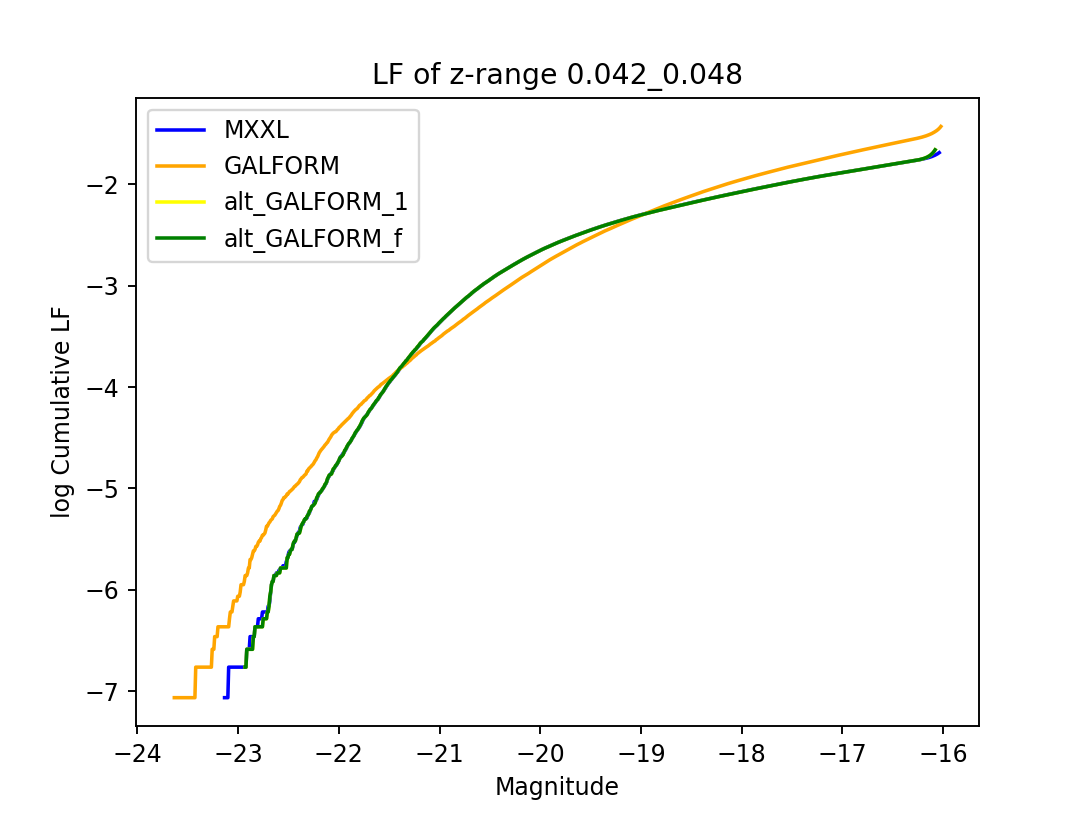 LF of z-range 0.042_0.048
MXXL
GALFORM
alt_GALFORM_1
alt_GALFORM_f
log Cumulative LF
−2
−3
−4
−5
−6
−7
−24 −23 −22 −21 −20 −19 −18 −17 −16
Magnitude